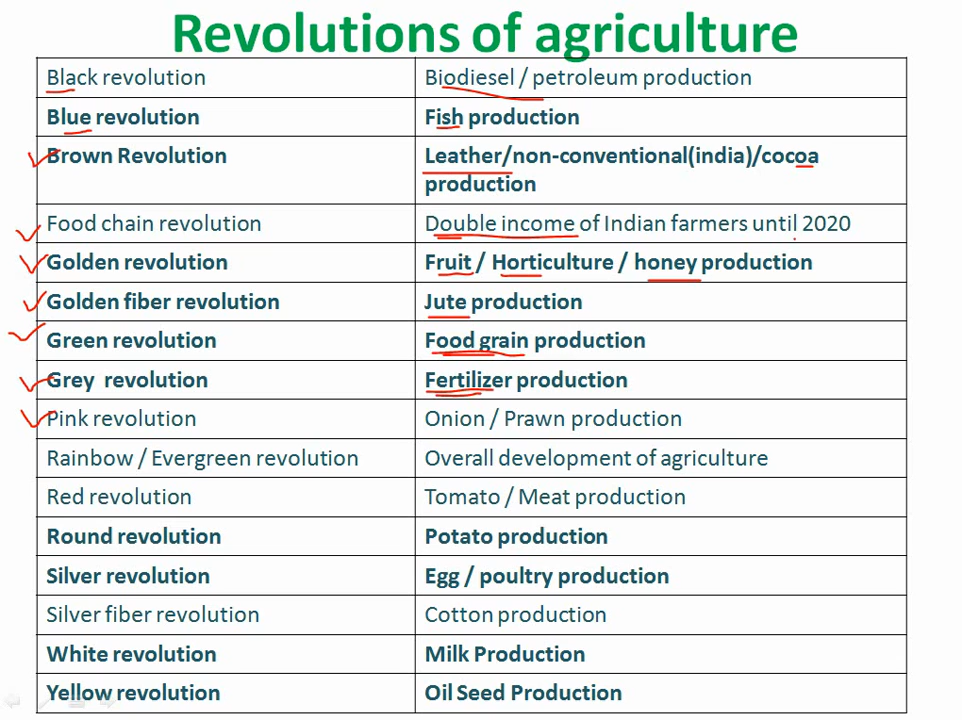 Revolutions of agriculture
Black revolution Biodiesel / petroleum production
Blue revolution Fish production
Brown Revolution Leather/non-conventional(india)/cocoa
production
Food chain revolution Double income of Indian farmers until 2020
Golden revolution Fruit / Horticulture / honey production
Golden fiber revolution Jute production
Green revolution Food grain production
Grey revolution Fertilizer production
Pink revolution Onion / Prawn production
Rainbow / Evergreen revolution Overall development of agriculture
Red revolution Tomato / Meat production
Round revolution Potato production
Silver revolution Egg / poultry production
Silver fiber revolution Cotton production
White revolution Milk Production
Yellow revolution Oil Seed Production